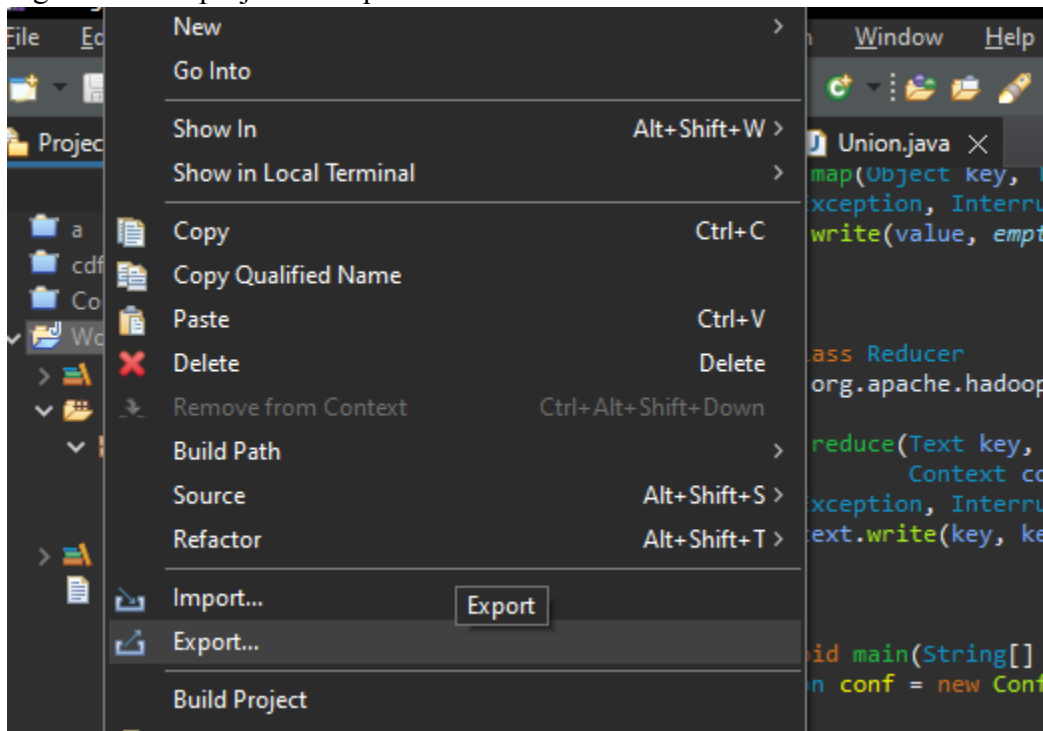 File Ed
New
Window Help
Go Into
Show In Alt+Shift+W
Projec
Union.java
Show in Local Terminal
map(Object key,
xception, Interru
a
Copy Ctrl+C
write(value, empt
cdf
Copy Qualified Name
Co
Paste Ctrl+V
Wo
Delete Delete
ass Reducer
org.apache.hadoop
Remove from Context Ctrl+Alt+Shift+Down
Build Path
reduce(Text key,
Context co
Source Alt+Shift+S
xception, Interru
Refactor Alt+Shift+T
ext.write(key, ke
Import...
Export
Export...
id main(String[]
n conf = new Conf
Build Project